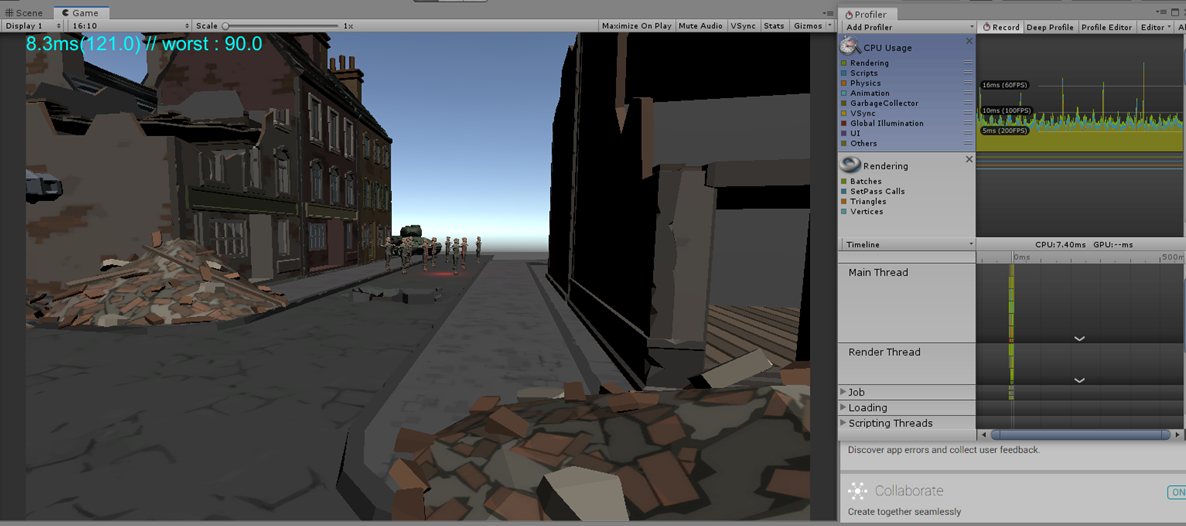 Scene
Game
Display 1
16:10
Scale
1×
Maximize On Play
Mute Audio
VSync
Stats
Gizmos
8.3ms(121.0) // worst : 90.0
Profiler
Add Profiler
Record
Deep Profile
Profile Editor
Editor
CPU Usage
Rendering
Scripts
Physics
Animation
GarbageCollector
VSync
Global Illumination
UI
Others
16ms (60FPS)
10ms (100FPS)
5ms (200FPS)
Rendering
Batches
SetPass Calls
Triangles
Vertices
Timeline
CPU:7.40ms GPU:--ms
0ms
500m
Main Thread
Render Thread
Job
Loading
Scripting Threads
Discover app errors and collect user feedback.
Collaborate
ON
Create together seamlessly